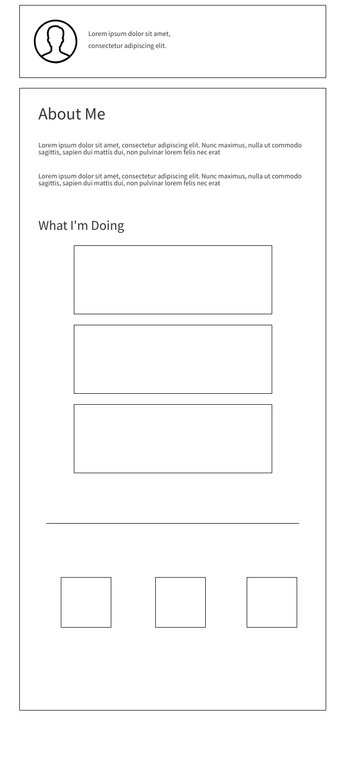 Lorem ipsum dolor sit amet,
consectetur adipiscing elit.
About Me
Lorem ipsum dolor sit amet, consectetur adipiscing elit. Nunc maximus, nulla ut commodo
sagittis, sapien dui mattis dui, non pulvinar lorem felis nec erat
Lorem ipsum dolor sit amet, consectetur adipiscing elit. Nunc maximus, nulla ut commodo
sagittis, sapien dui mattis dui, non pulvinar lorem felis nec erat
What I'm Doing